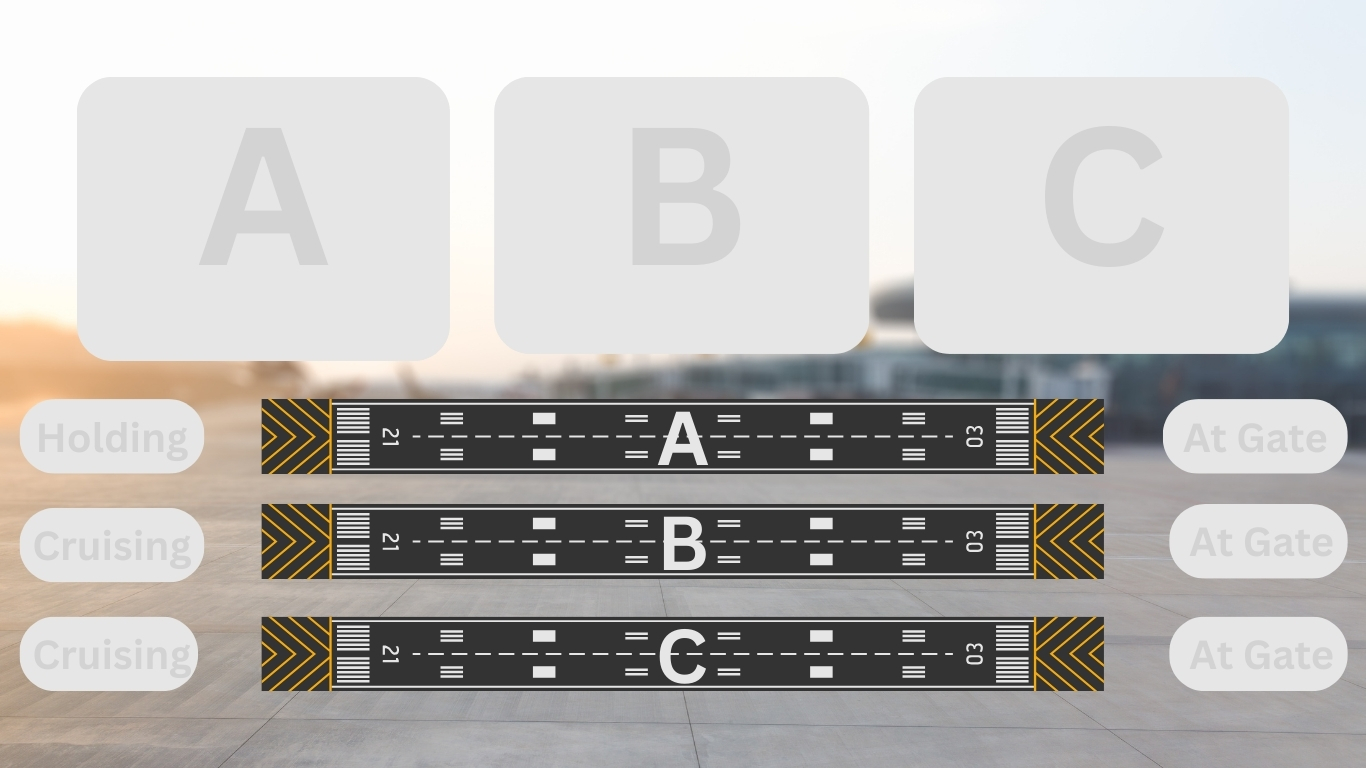 A
B
C
Holding
21
A
03
At Gate
Cruising
21
B
03
At Gate
Cruising
21
C
03
At Gate